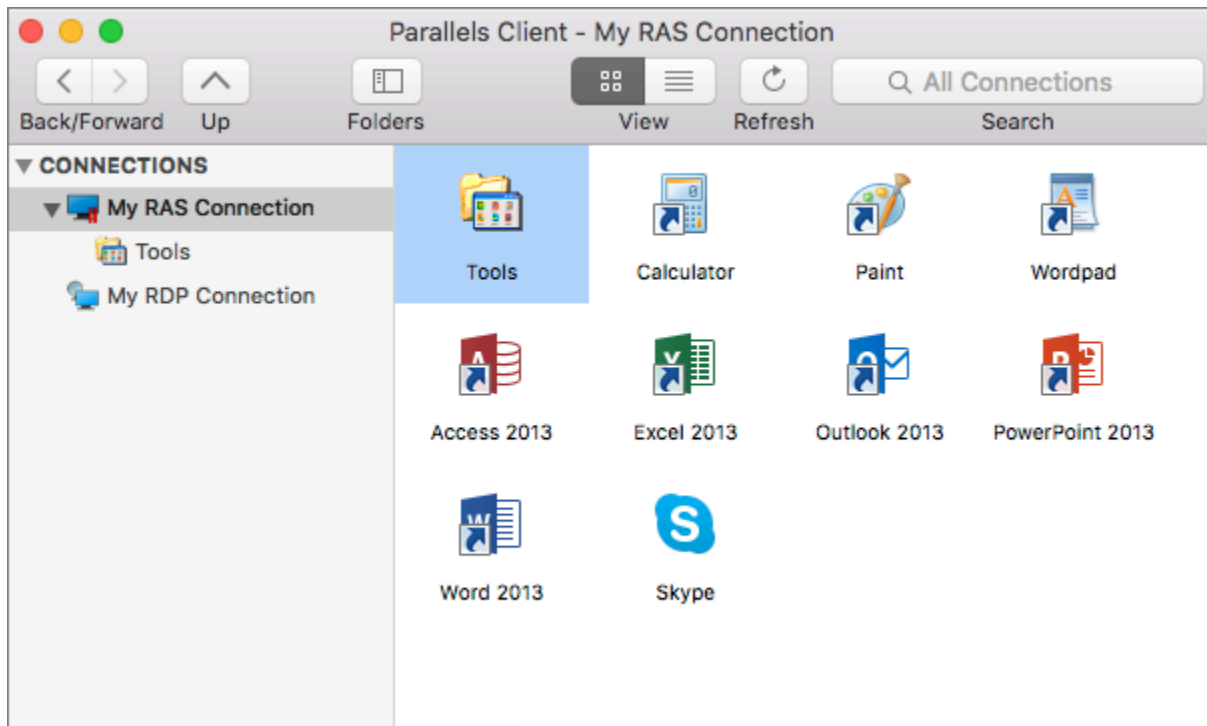 Parallels Client - My RAS Connection
All Connections
Back/Forward Up Folders View Refresh Search
CONNECTIONS
My RAS Connection
Tools
My RDP Connection
Tools Calculator Paint Wordpad
Access 2013 Excel 2013 Outlook 2013 PowerPoint 2013
Word 2013 Skype